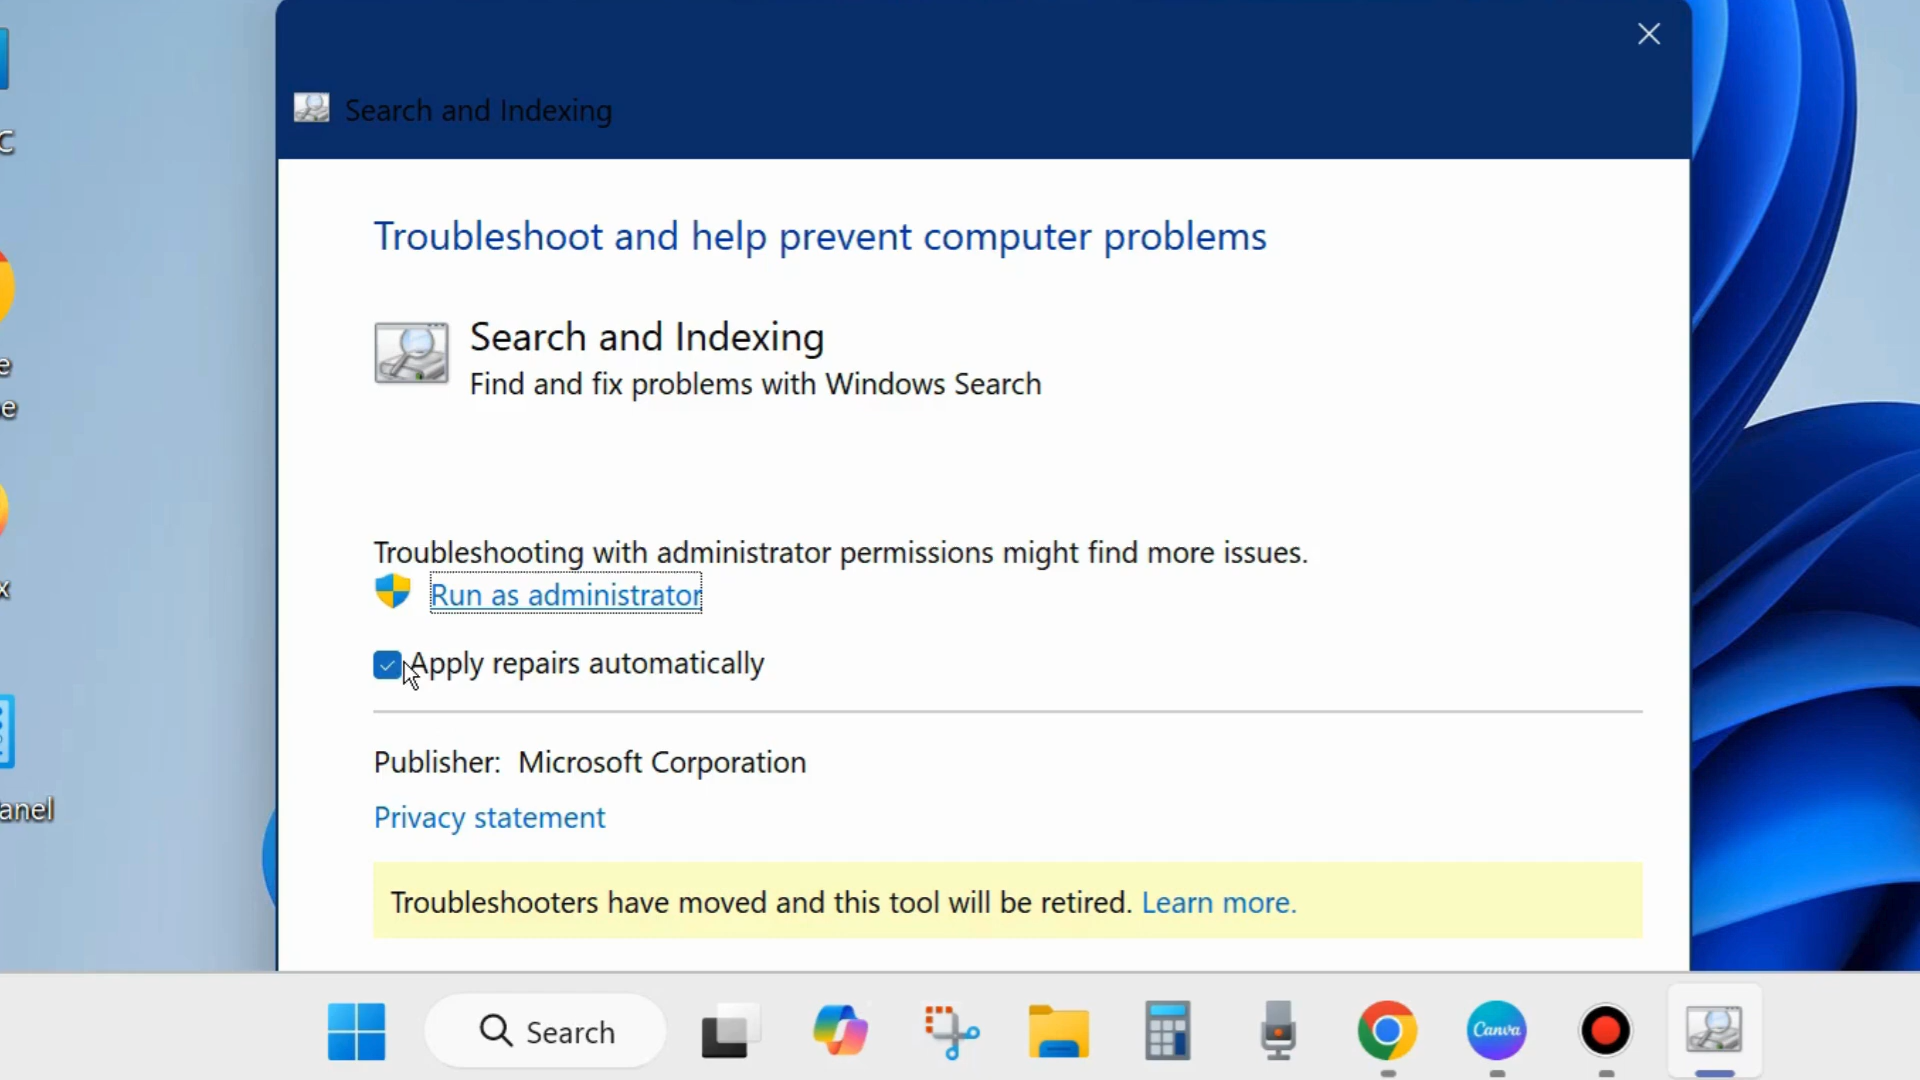 Search and Indexing
Troubleshoot and help prevent computer problems
Search and Indexing
Find and fix problems with Windows Search
Troubleshooting with administrator permissions might find more issues.
Run as administrator
Apply repairs automatically
Publisher: Microsoft Corporation
Privacy statement
Troubleshooters have moved and this tool will be retired. Learn more.
C
e
e
x
anel
Search
Canva